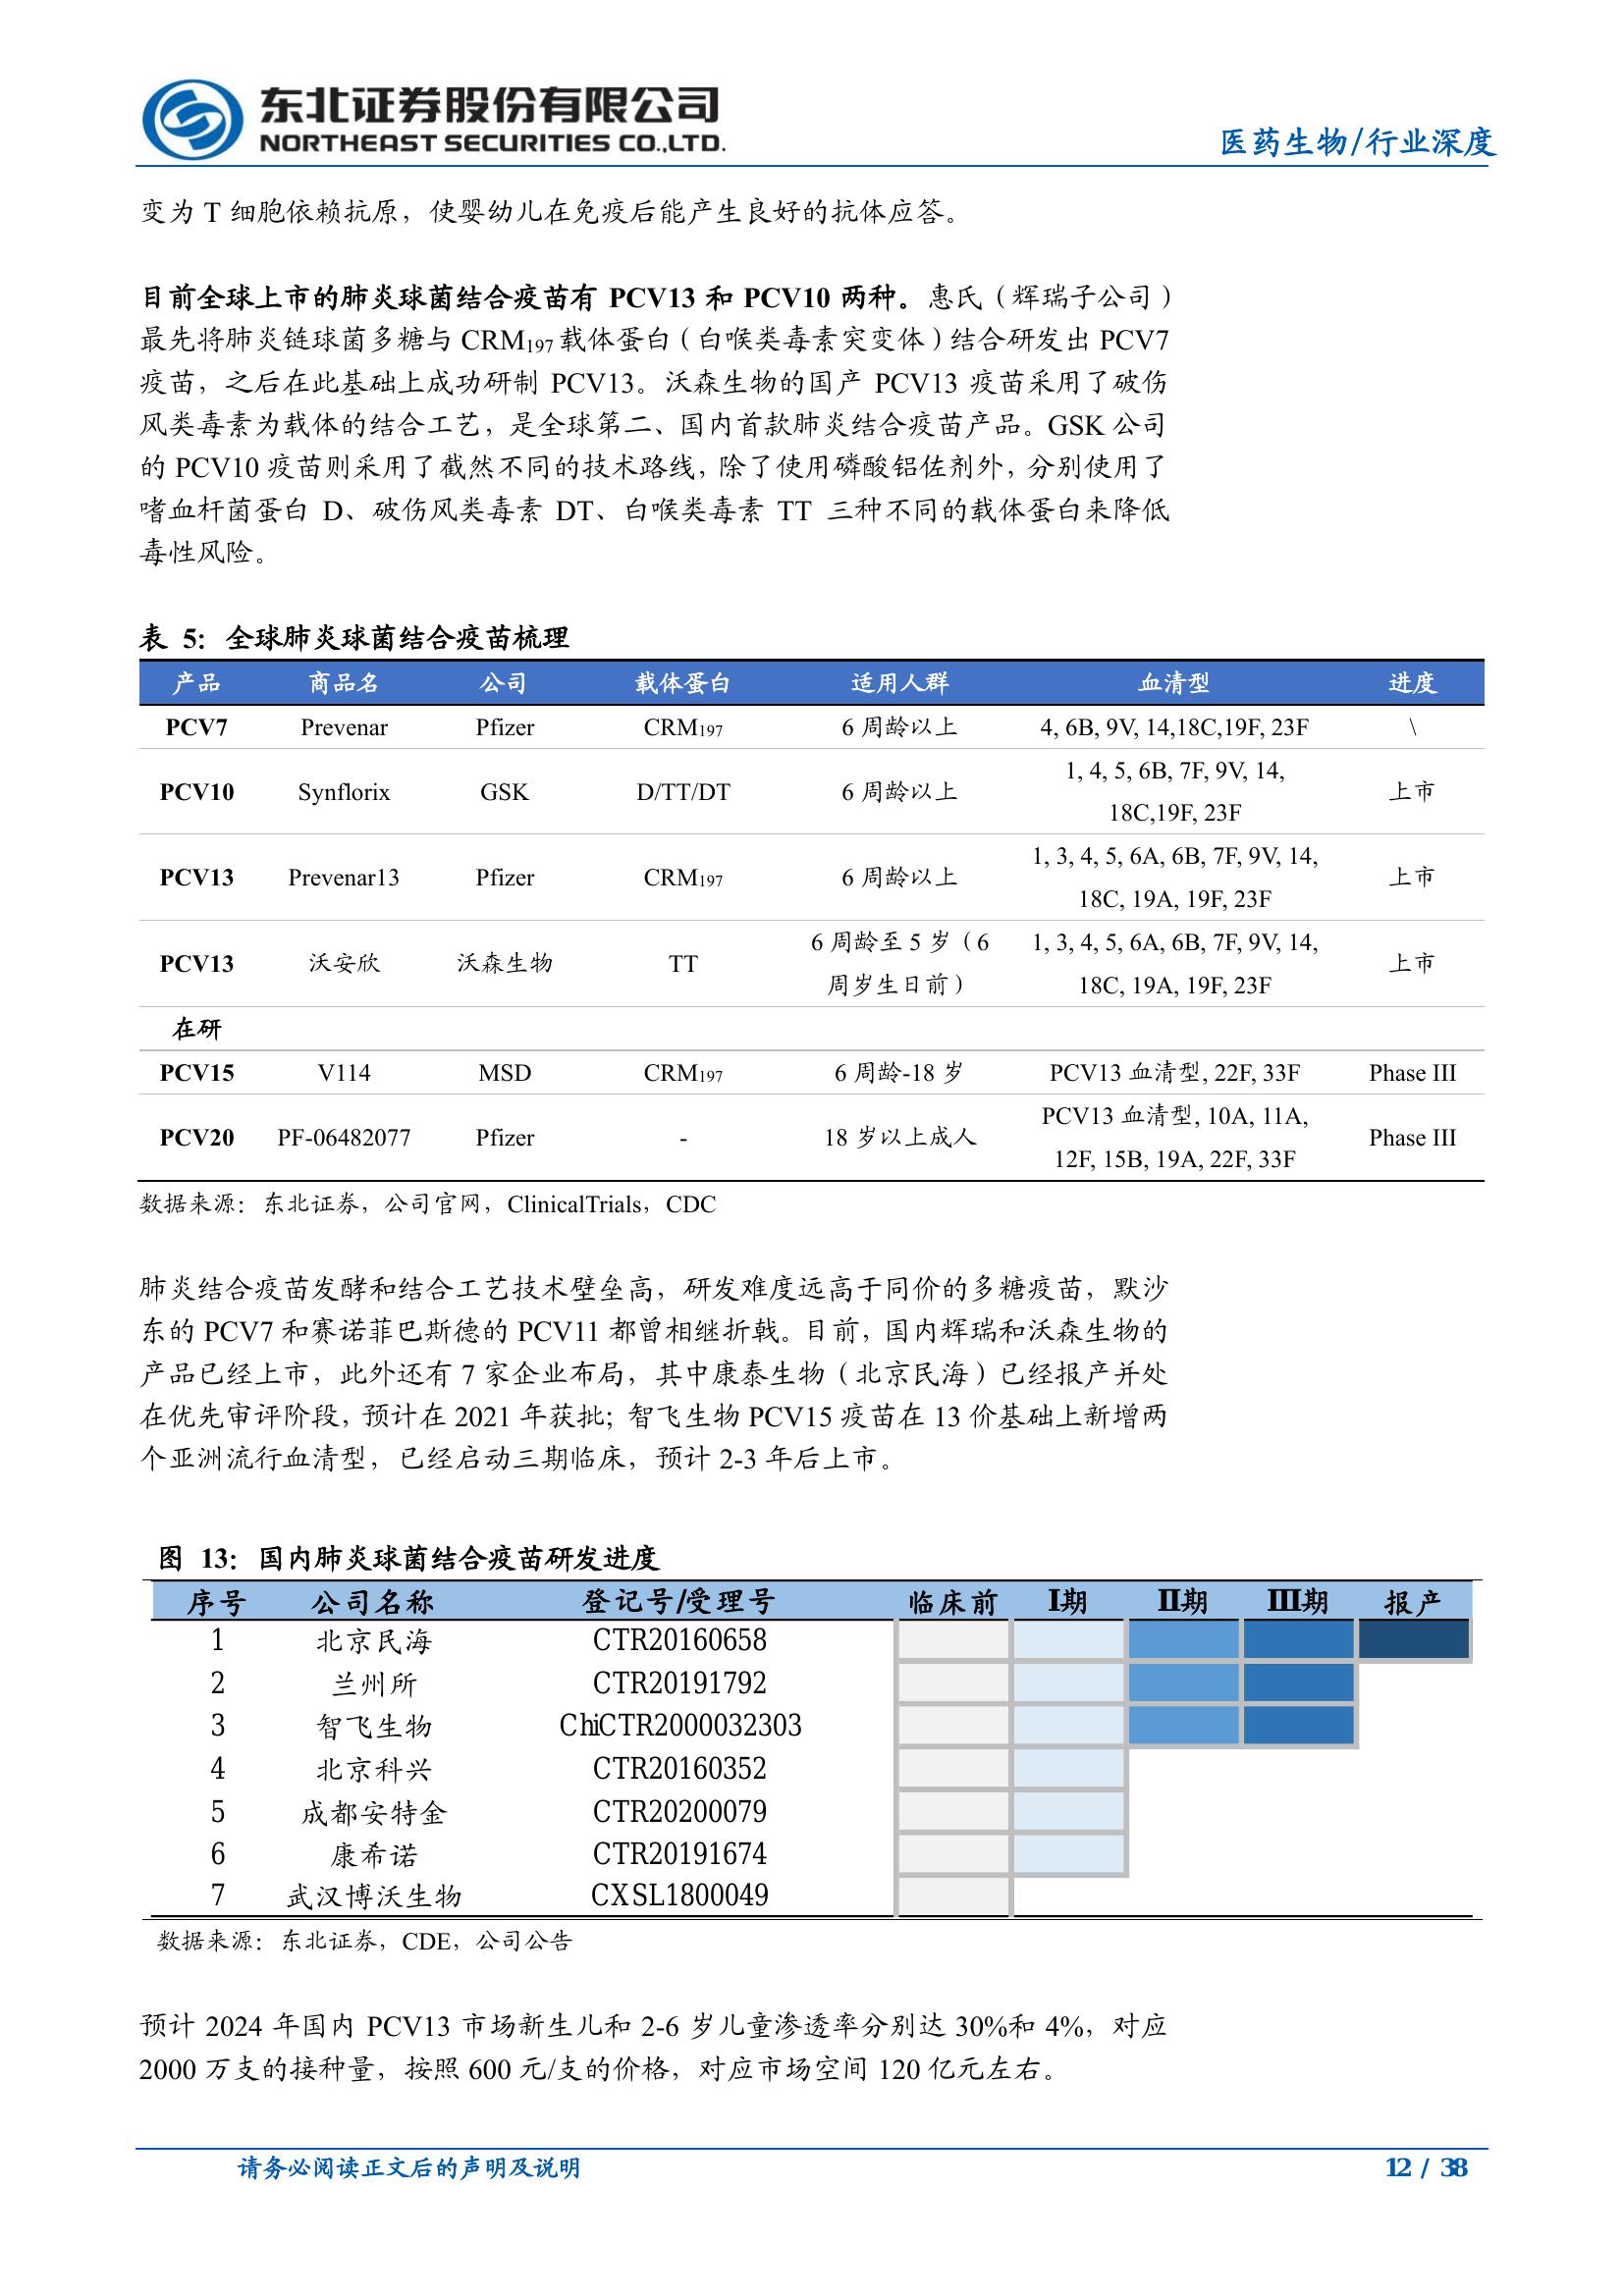 东北证券股份有限公司
NORTHEAST SECURITIES CO.,LTD.
医药生物/行业深度
变为 T 细胞依赖抗原，使婴幼儿在免疫后能产生良好的抗体应答。
目前全球上市的肺炎球菌结合疫苗有 PCV13 和 PCV10 两种。惠氏（辉瑞子公司）
最先将肺炎链球菌多糖与 CRM197 载体蛋白（白喉类毒素突变体）结合研发出 PCV7
疫苗，之后在此基础上成功研制 PCV13。沃森生物的国产 PCV13 疫苗采用了破伤
风类毒素为载体的结合工艺，是全球第二、国内首款肺炎结合疫苗产品。GSK 公司
的 PCV10 疫苗则采用了截然不同的技术路线，除了使用磷酸铝佐剂外，分别使用了
嗜血杆菌蛋白 D、破伤风类毒素 DT、白喉类毒素 TT 三种不同的载体蛋白来降低
毒性风险。
表 5：全球肺炎球菌结合疫苗梳理
产品 商品名 公司 载体蛋白 适用人群 血清型 进度
PCV7 Prevenar Pfizer CRM197 6 周龄以上 4, 6B, 9V, 14,18C,19F, 23F \
PCV10 Synflorix GSK D/TT/DT 6 周龄以上 1, 4, 5, 6B, 7F, 9V, 14, 上市
18C,19F, 23F
PCV13 Prevenar13 Pfizer CRM197 6 周龄以上 1, 3, 4, 5, 6A, 6B, 7F, 9V, 14, 上市
18C, 19A, 19F, 23F
PCV13 沃安欣 沃森生物 TT 6 周龄至 5 岁（6 1, 3, 4, 5, 6A, 6B, 7F, 9V, 14, 上市
周岁生日前） 18C, 19A, 19F, 23F
在研
PCV15 V114 MSD CRM197 6 周龄-18 岁 PCV13 血清型, 22F, 33F Phase III
PCV20 PF-06482077 Pfizer - 18 岁以上成人 PCV13 血清型, 10A, 11A, Phase III
12F, 15B, 19A, 22F, 33F
数据来源：东北证券，公司官网，ClinicalTrials，CDC
肺炎结合疫苗发酵和结合工艺技术壁垒高，研发难度远高于同价的多糖疫苗，默沙
东的 PCV7 和赛诺菲巴斯德的 PCV11 都曾相继折戟。目前，国内辉瑞和沃森生物的
产品已经上市，此外还有 7 家企业布局，其中康泰生物（北京民海）已经报产并处
在优先审评阶段，预计在 2021 年获批；智飞生物 PCV15 疫苗在 13 价基础上新增两
个亚洲流行血清型，已经启动三期临床，预计 2-3 年后上市。
图 13：国内肺炎球菌结合疫苗研发进度
序号 公司名称 登记号/受理号 临床前 Ⅰ期 Ⅱ期 Ⅲ期 报产
1 北京民海 CTR20160658
2 兰州所 CTR20191792
3 智飞生物 ChiCTR2000032303
4 北京科兴 CTR20160352
5 成都安特金 CTR20200079
6 康希诺 CTR20191674
7 武汉博沃生物 CXSL1800049
数据来源：东北证券，CDE，公司公告
预计 2024 年国内 PCV13 市场新生儿和 2-6 岁儿童渗透率分别达 30%和 4%，对应
2000 万支的接种量，按照 600 元/支的价格，对应市场空间 120 亿元左右。
请务必阅读正文后的声明及说明
12 / 38